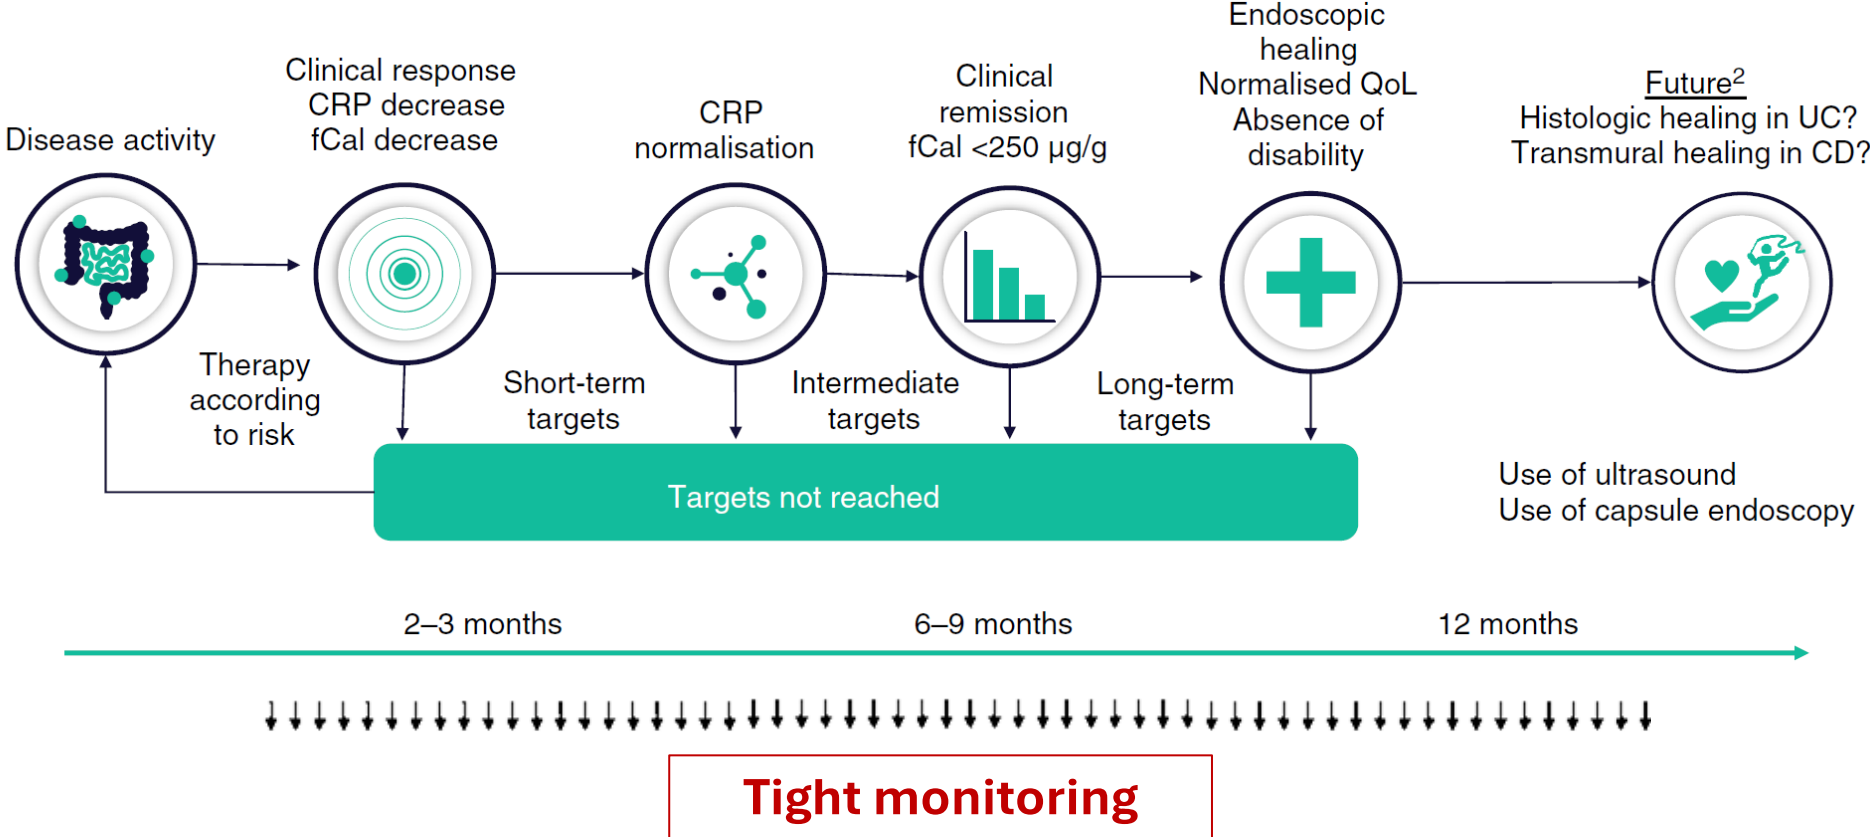 Disease activity
Clinical response
CRP decrease
fCal decrease
CRP
normalisation
Clinical
remission
fCal <250 µg/g
Endoscopic
healing
Normalised QoL
Absence of
disability
Future²
Histologic healing in UC?
Transmural healing in CD?
Therapy
according
to risk
Short-term
targets
Intermediate
targets
Long-term
targets
Targets not reached
Use of ultrasound
Use of capsule endoscopy
2–3 months
6–9 months
12 months
Tight monitoring